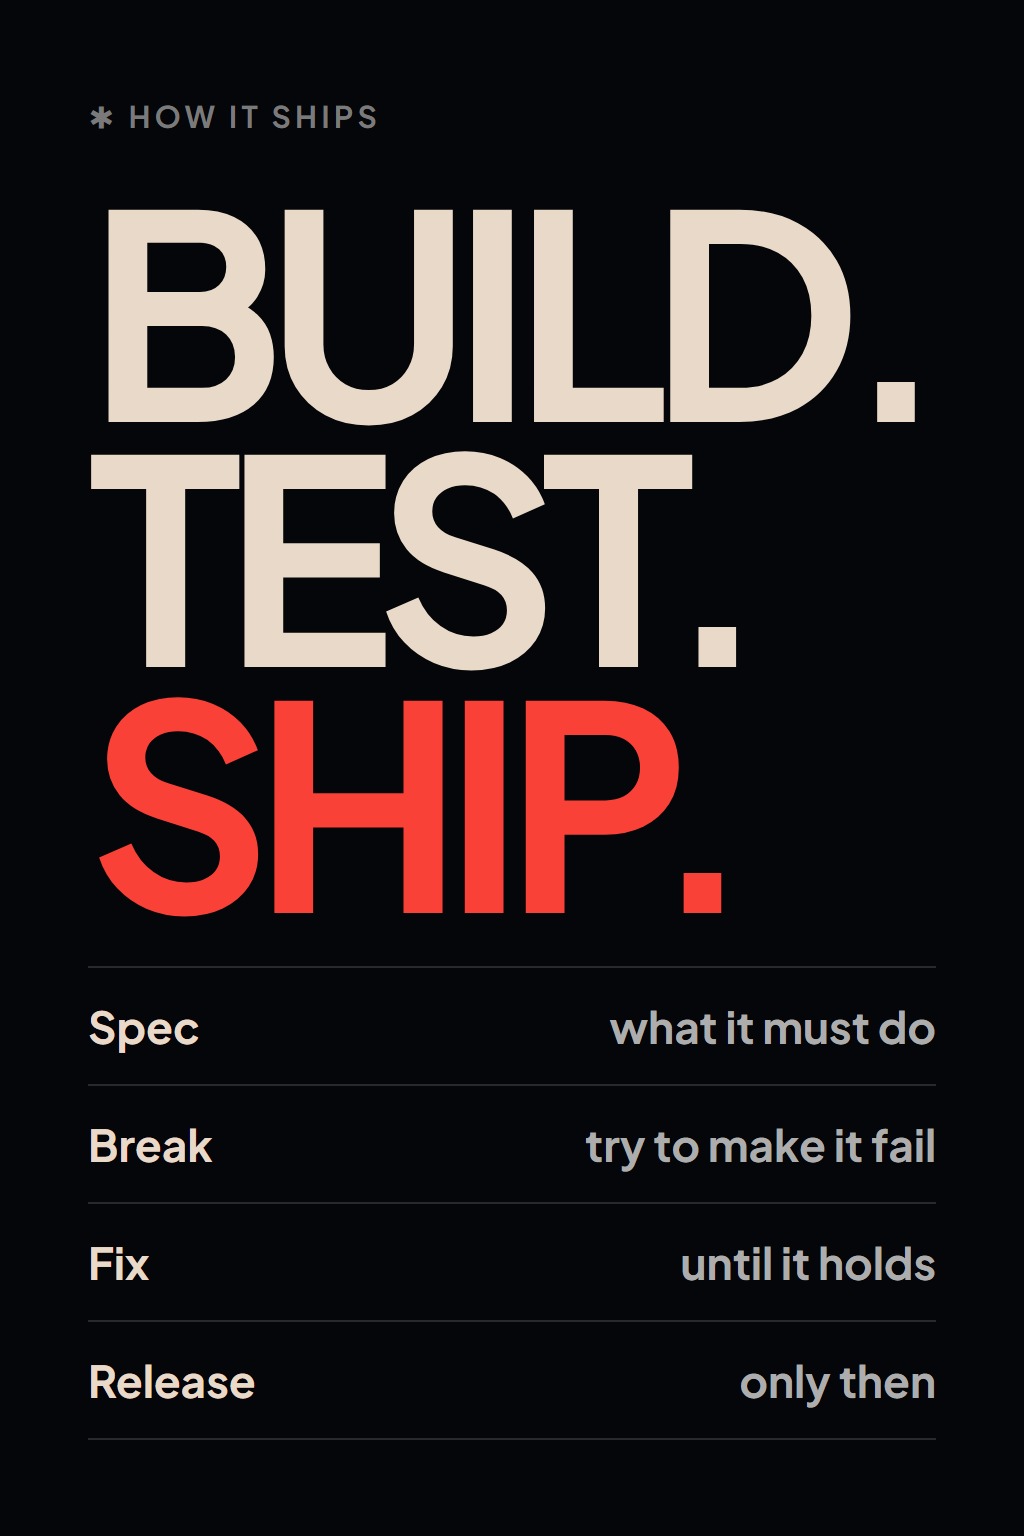 ✱ HOW IT SHIPS
BUILD.
TEST.
SHIP.
Spec what it must do
Break try to make it fail
Fix until it holds
Release only then